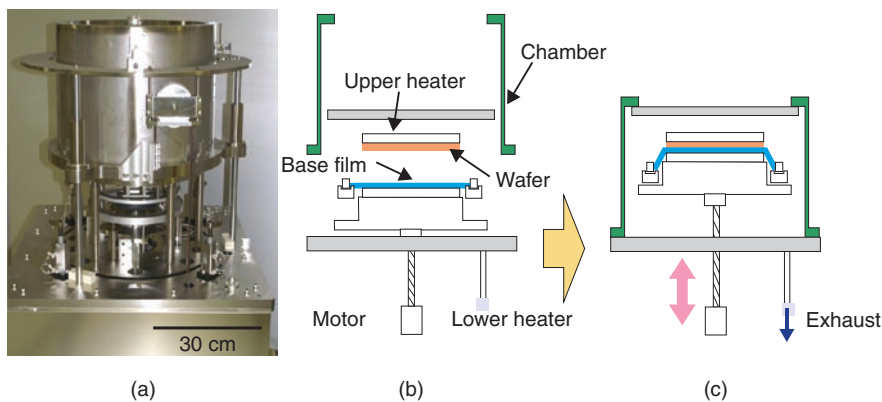 Chamber
Upper heater
Base film
Wafer
Motor
Lower heater
Exhaust
30 cm
(a)
(b)
(c)